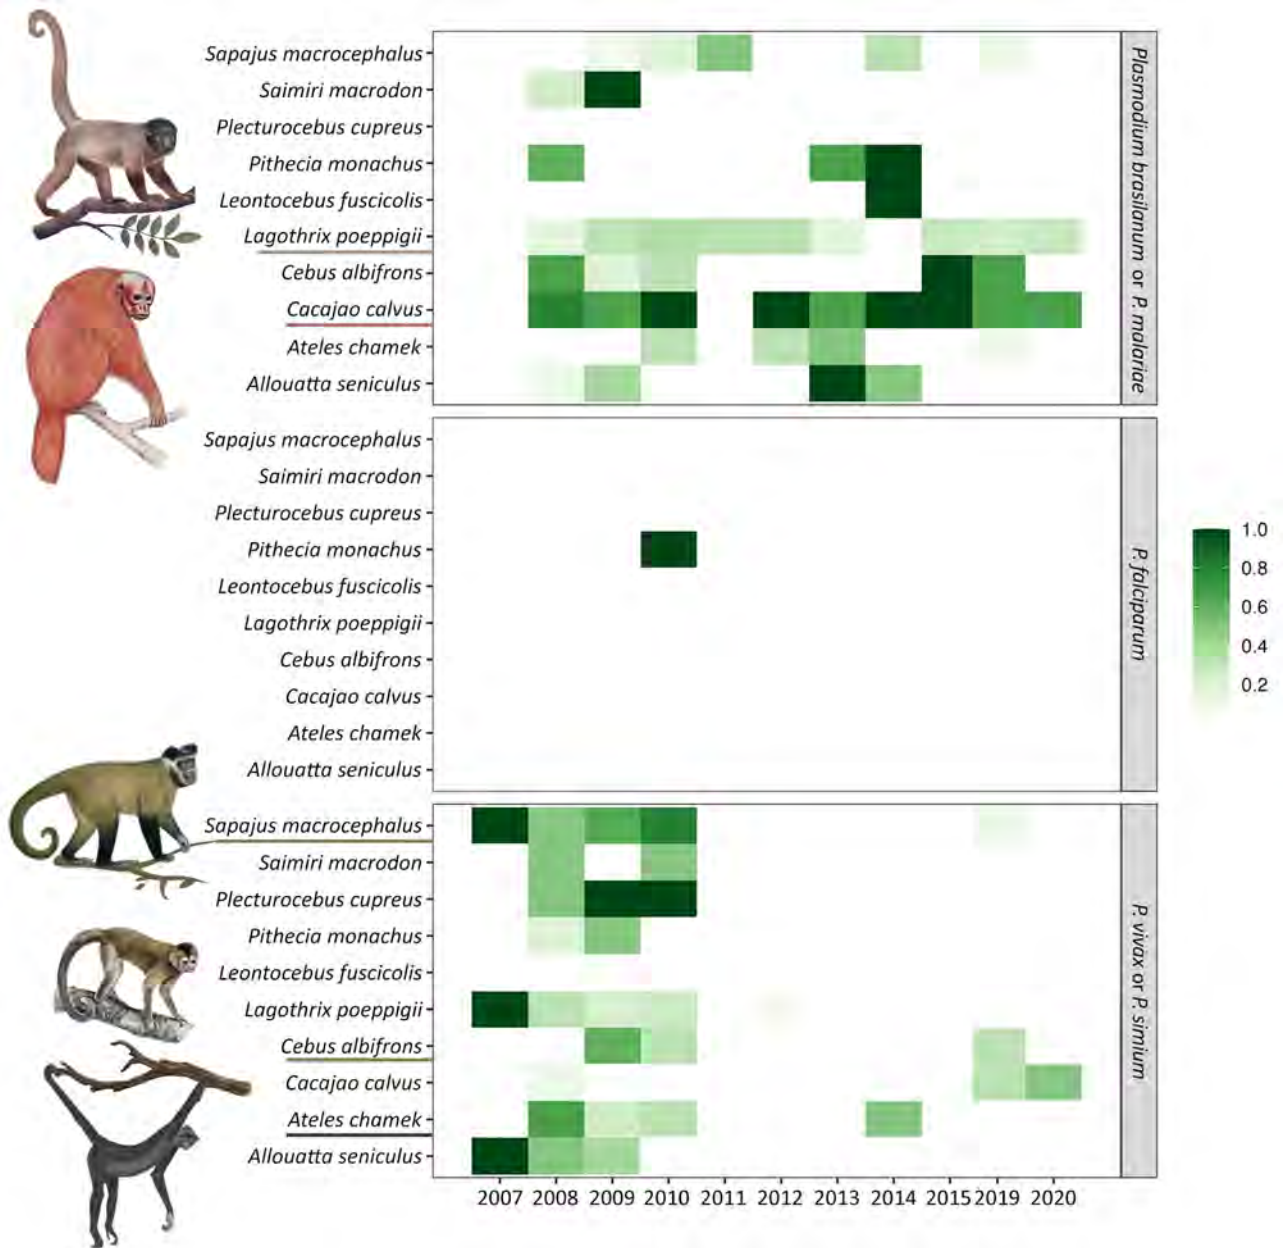 Sapajus macrocephalus
Saimiri macrodon
Plecturocebus cupreus
Pithecia monachus
Leontocebus fuscicolis
Lagothrix poeppigii
Cebus albifrons
Cacajao calvus
Ateles chamek
Allouatta seniculus
Plasmodium brasilanum or P. malariae
Sapajus macrocephalus
Saimiri macrodon
Plecturocebus cupreus
Pithecia monachus
Leontocebus fuscicolis
Lagothrix poeppigii
Cebus albifrons
Cacajao calvus
Ateles chamek
Allouatta seniculus
P. falciparum
1.0
0.8
0.6
0.4
0.2
Sapajus macrocephalus
Saimiri macrodon
Plecturocebus cupreus
Pithecia monachus
Leontocebus fuscicolis
Lagothrix poeppigii
Cebus albifrons
Cacajao calvus
Ateles chamek
Allouatta seniculus
P. vivax or P. simium
2007 2008 2009 2010 2011 2012 2013 2014 2015 2019 2020